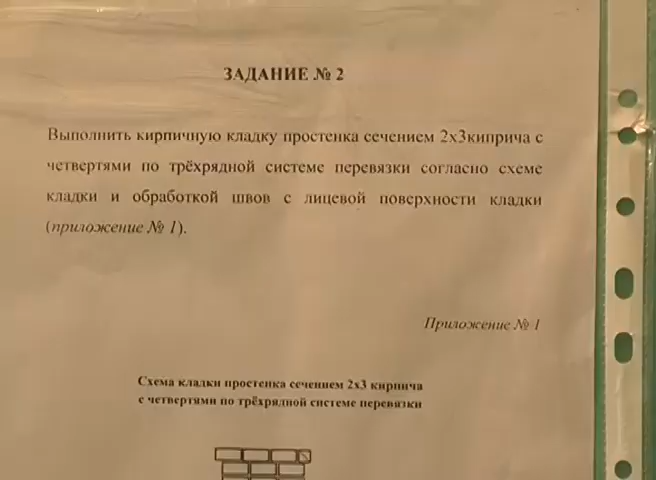 ЗАДАНИЕ № 2
Выполнить кирпичную кладку простенка сечением 2х3киприча с
четвертями по трёхрядной системе перевязки согласно схеме
кладки и обработкой швов с лицевой поверхности кладки
(приложение № 1).
Приложение № 1
Схема кладки простенка сечением 2х3 кирпича
с четвертями по трёхрядной системе перевязки